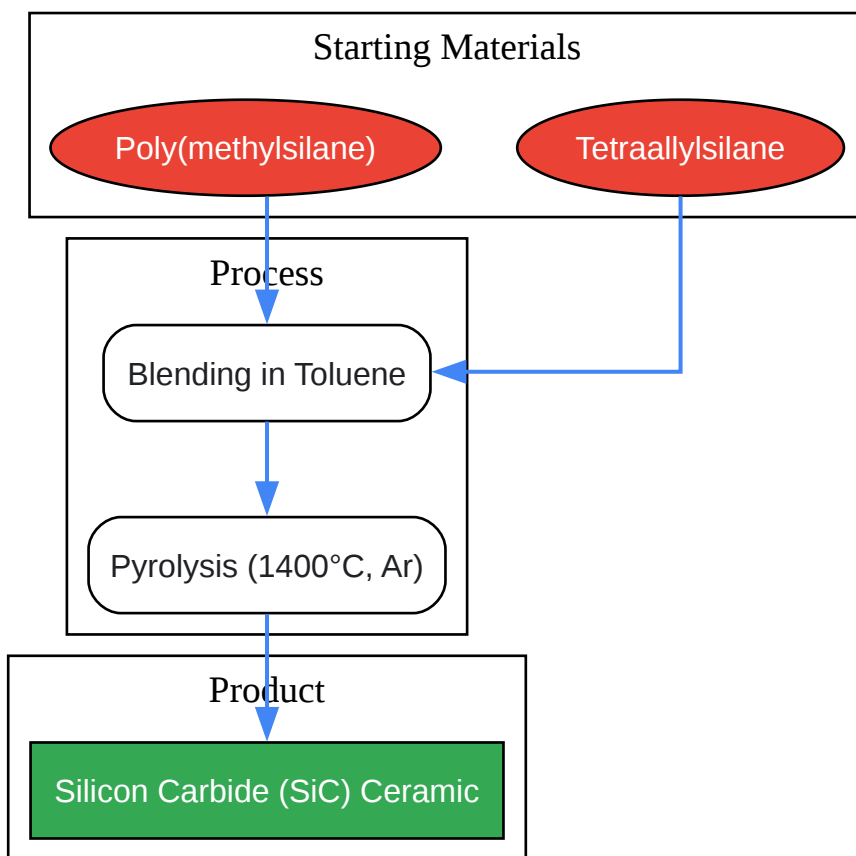 Starting Materials
Poly(methylsilane)
Tetraallylsilane
Process
Blending in Toluene
Pyrolysis (1400°C, Ar)
Product
Silicon Carbide (SiC) Ceramic